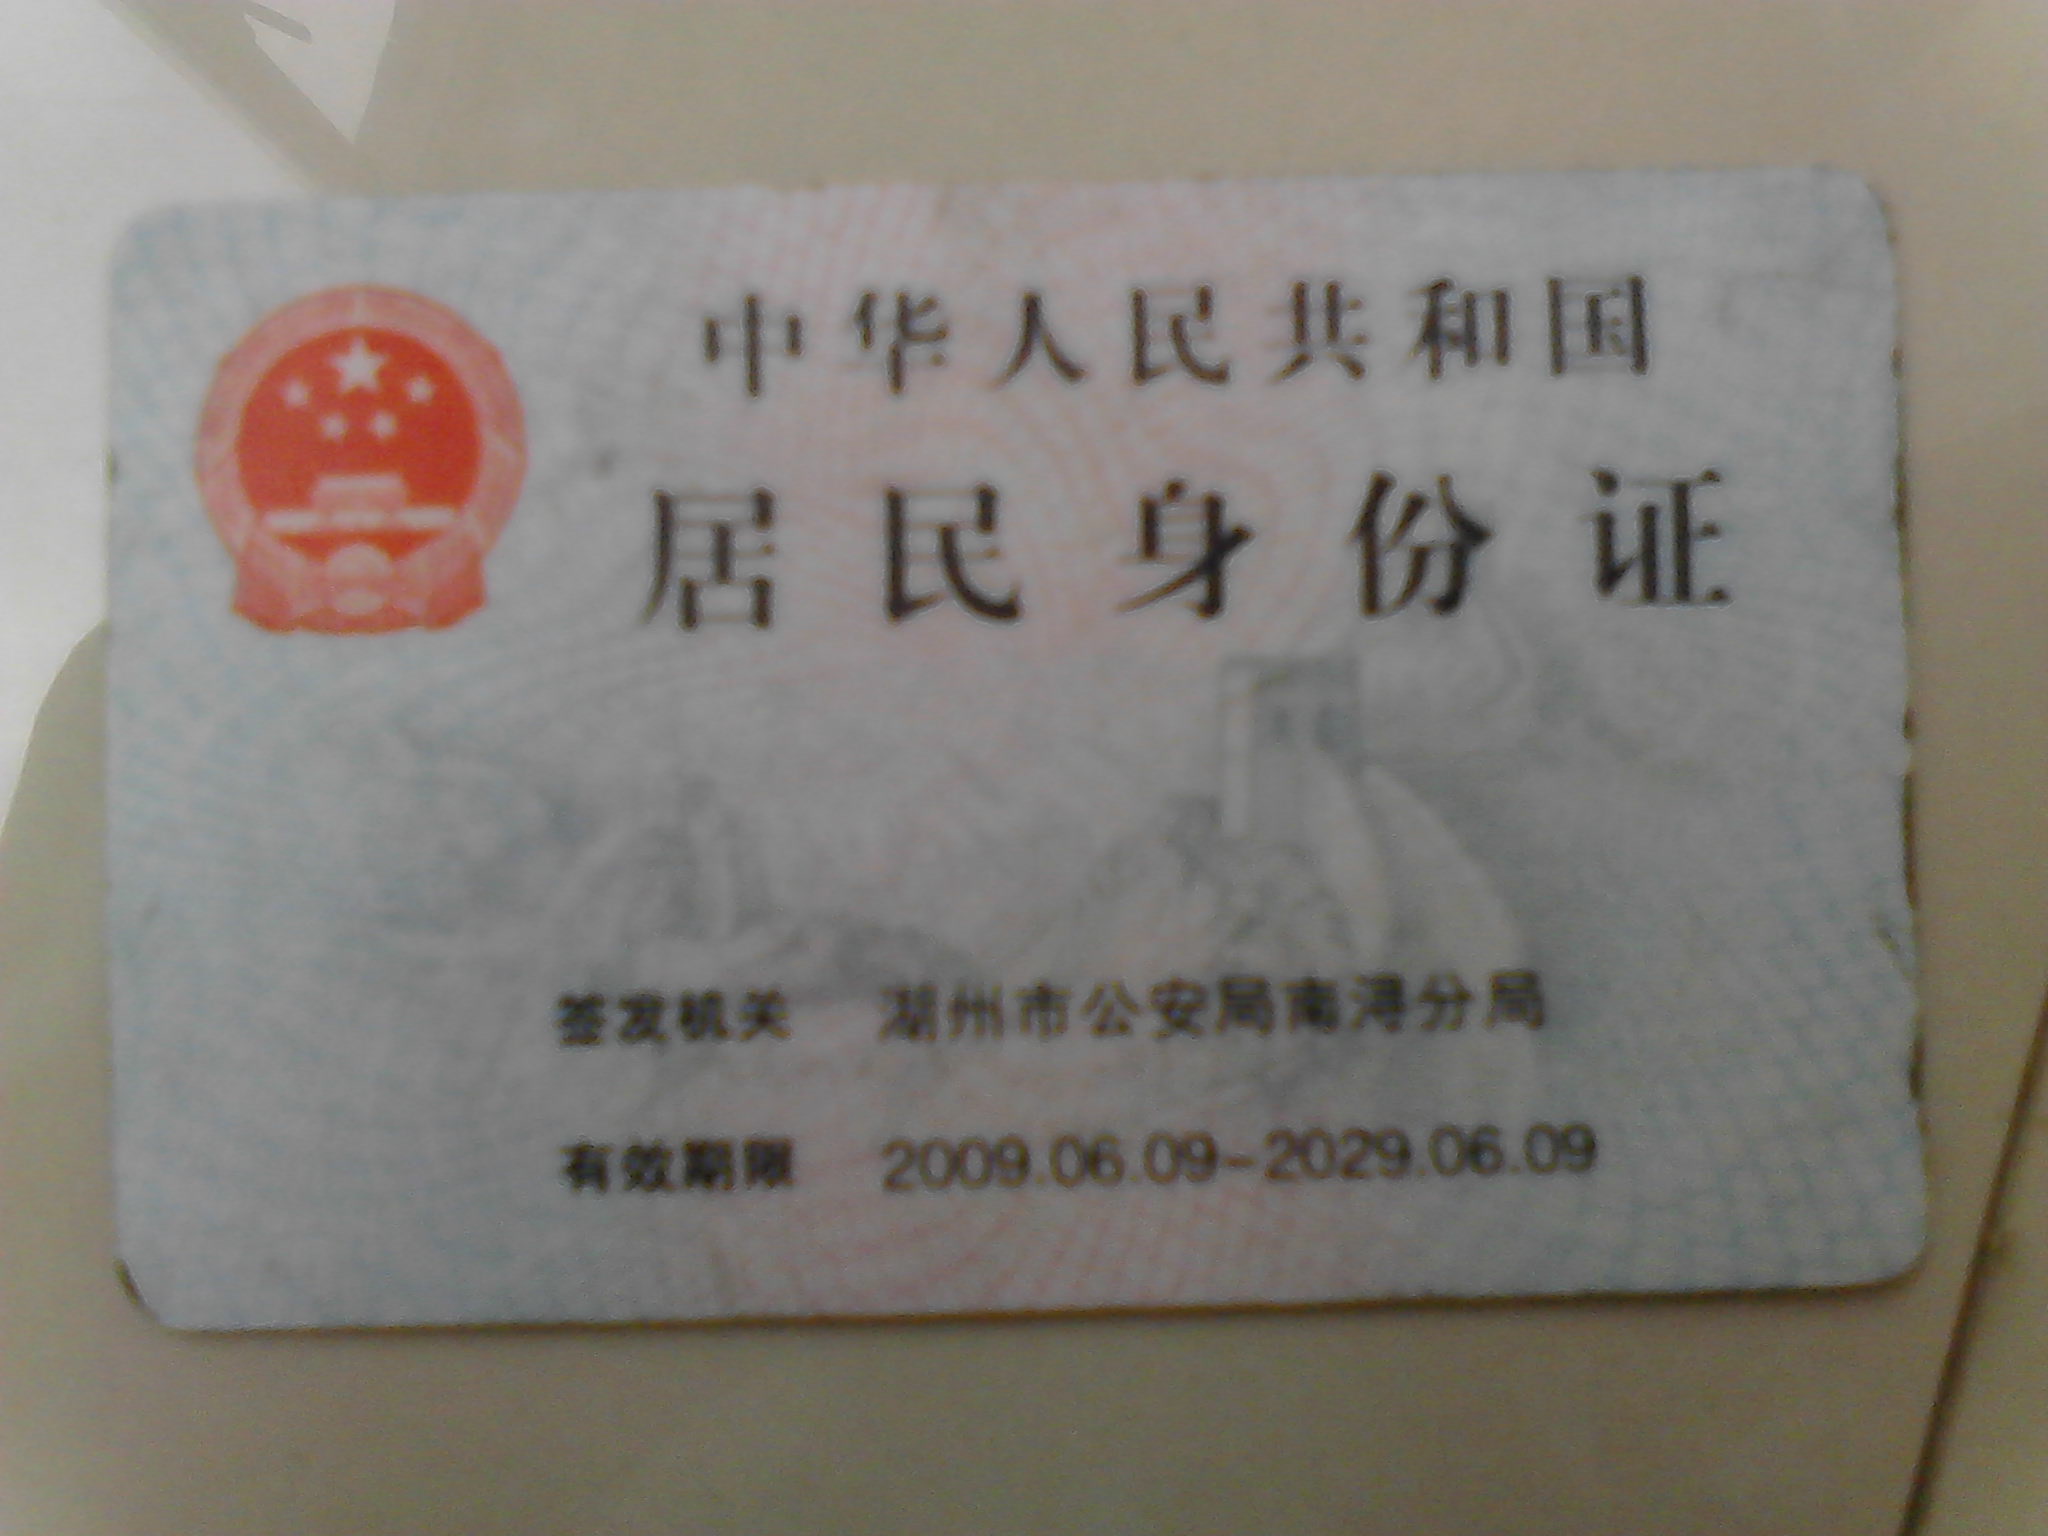 中华人民共和国
居民身份证
签发机关 湖州市公安局南浔分局
有效期限 2009.06.09-2029.06.09